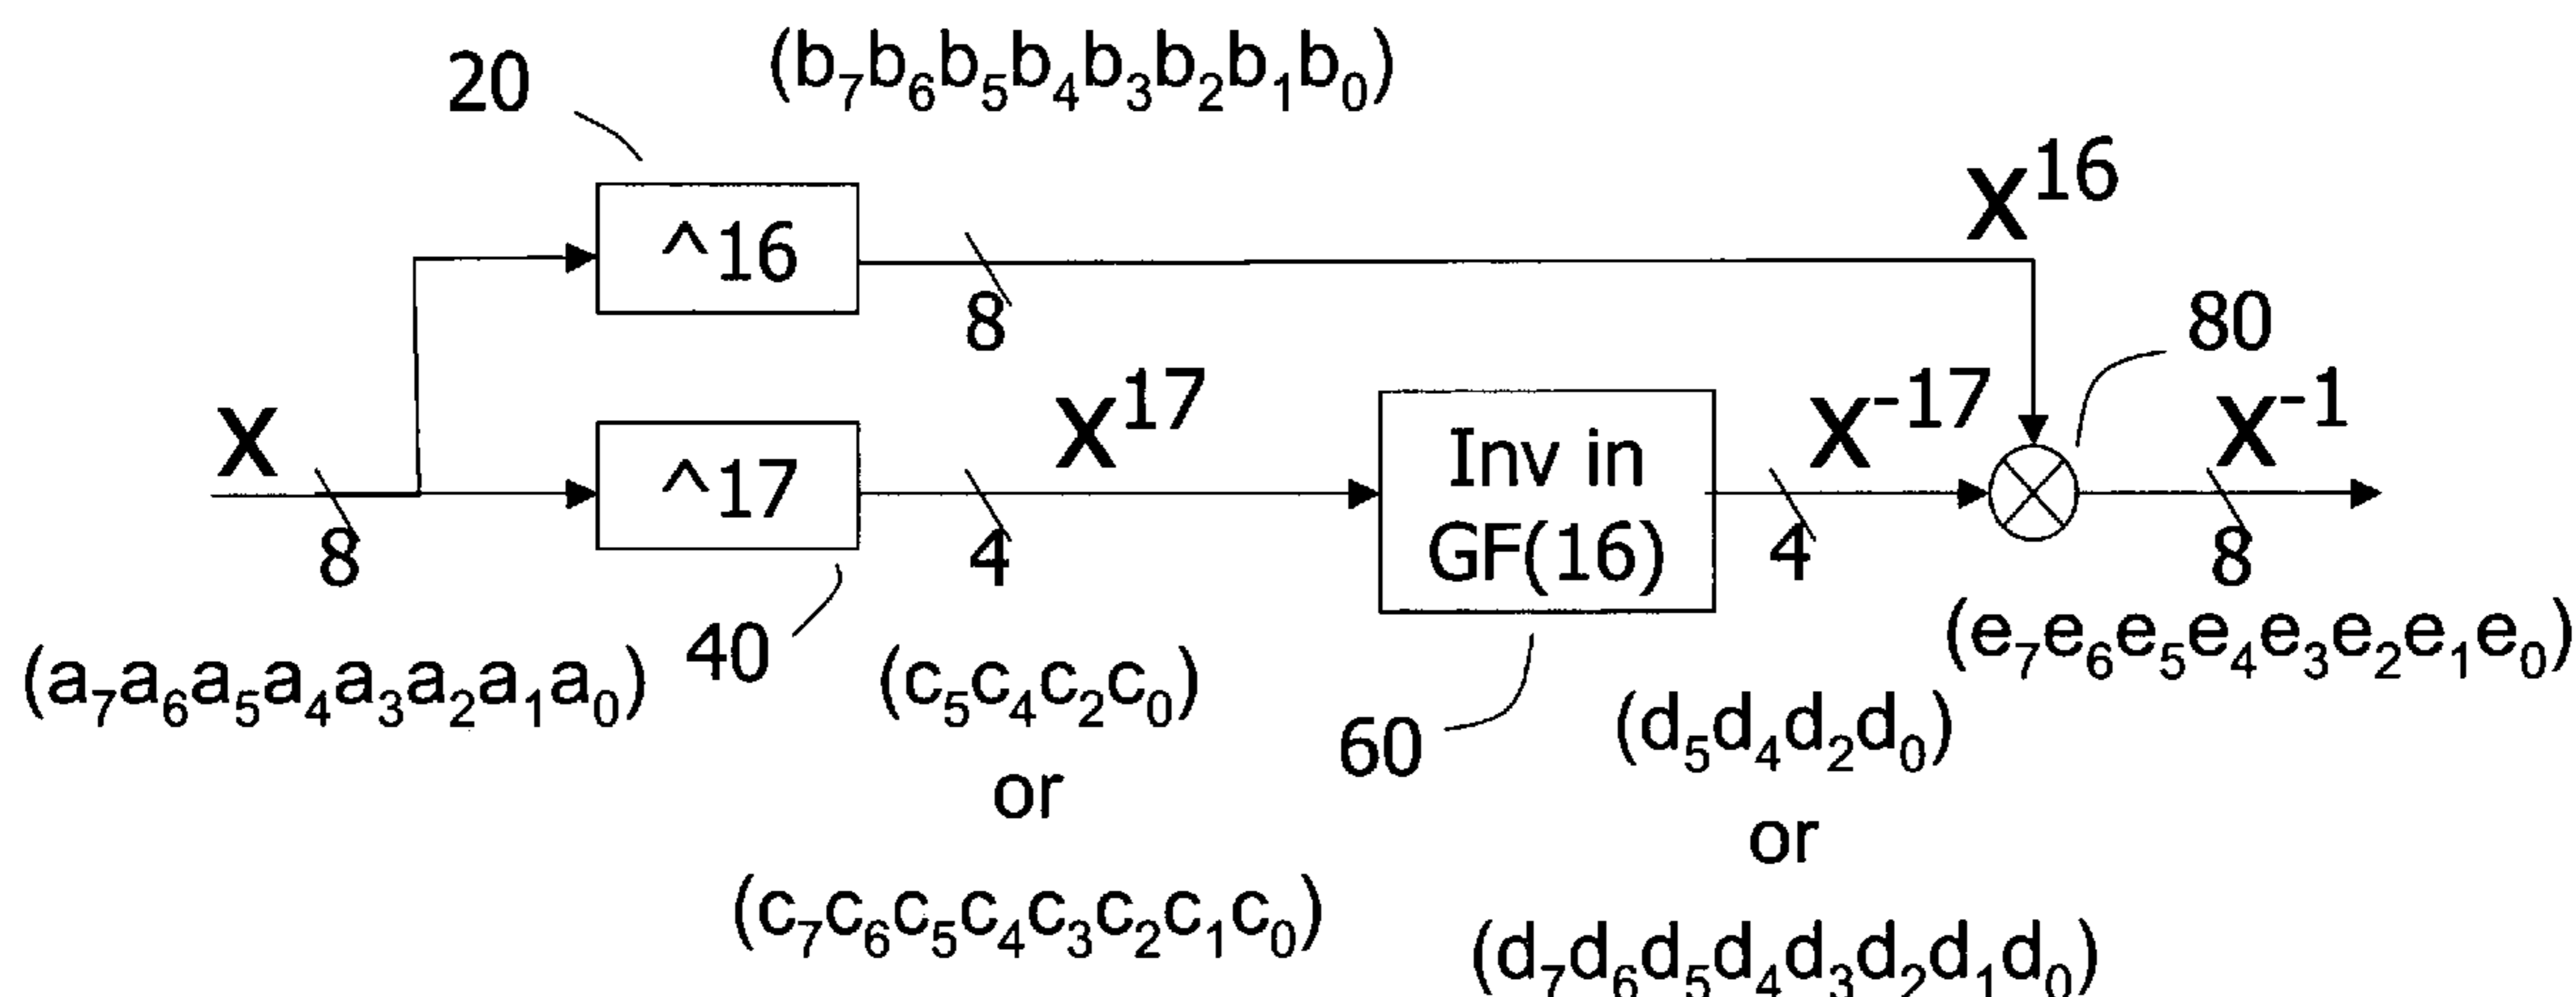 20
(b₇b₆b₅b₄b₃b₂b₁b₀)
^16
8
X¹⁶
X
8
^17
4
X¹⁷
Inv in
GF(16)
X⁻¹⁷
4
80
X⁻¹
8
(a₇a₆a₅a₄a₃a₂a₁a₀)
40
(c₅c₄c₂c₀)
or
(c₇c₆c₅c₄c₃c₂c₁c₀)
60
(d₅d₄d₂d₀)
or
(d₇d₆d₅d₄d₃d₂d₁d₀)
(e₇e₆e₅e₄e₃e₂e₁e₀)